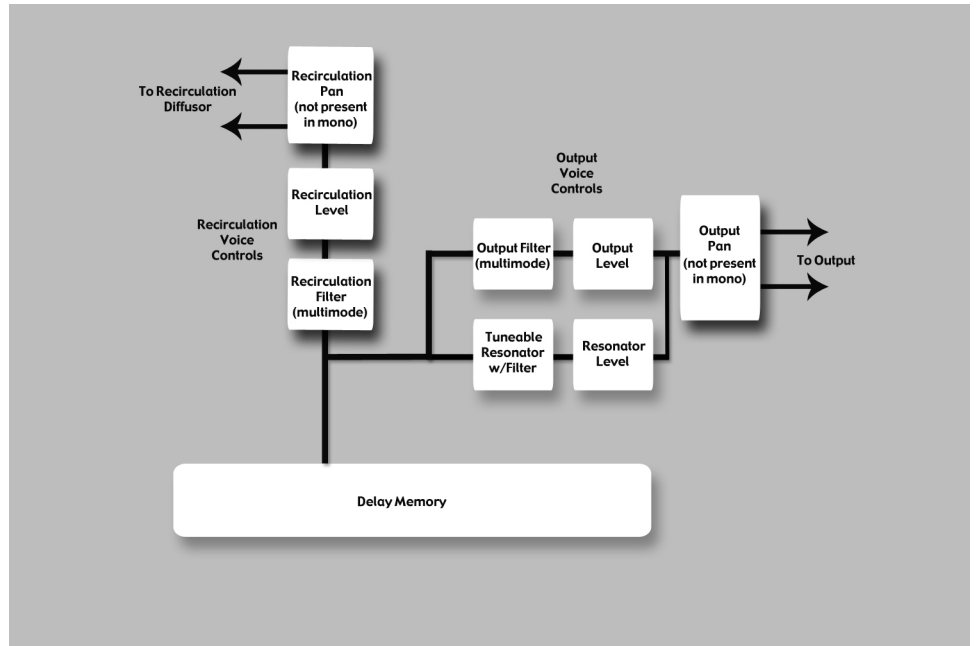 Recirculation
Pan
(not present
in mono)
To Recirculation
Diffusor
Recirculation
Level
Recirculation
Voice
Controls
Recirculation
Filter
(multimode)
Output
Voice
Controls
Output Filter
(multimode)
Output
Level
Output
Pan
(not present
in mono)
To Output
Tuneable
Resonator
w/Filter
Resonator
Level
Delay Memory